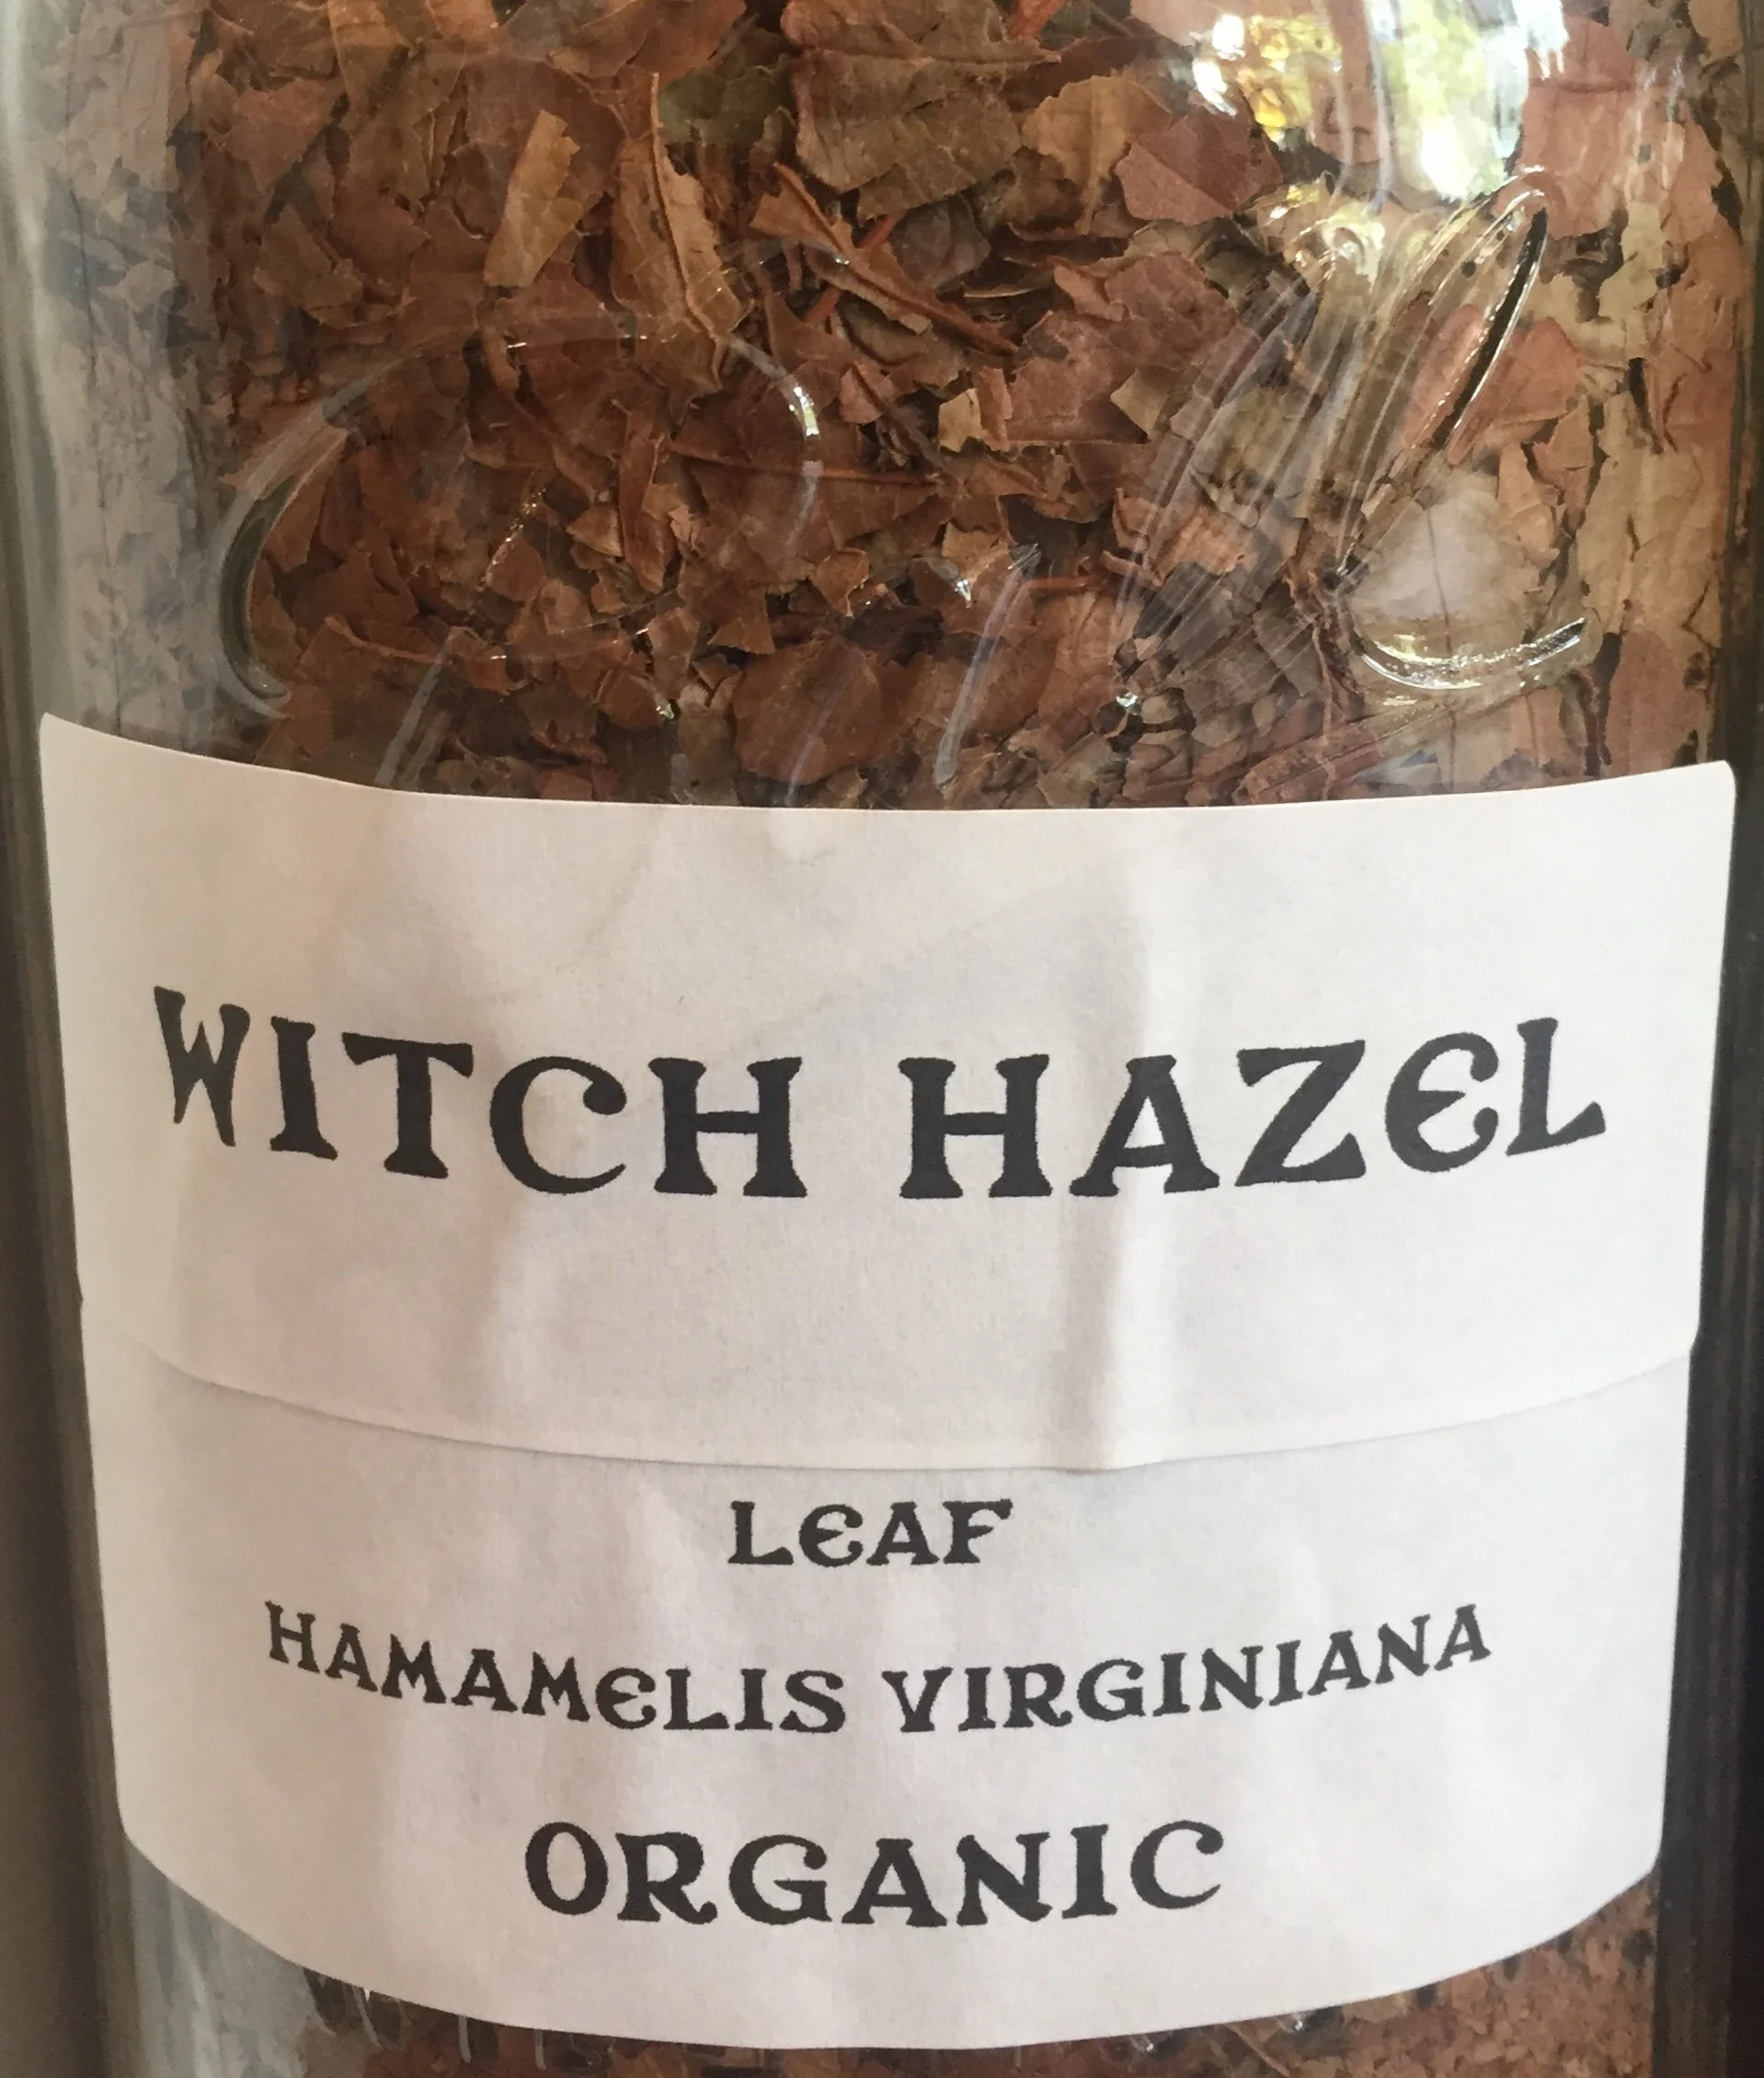 WITCH HAZEL
LEAF
HAMAMELIS VIRGINIANA
ORGANIC